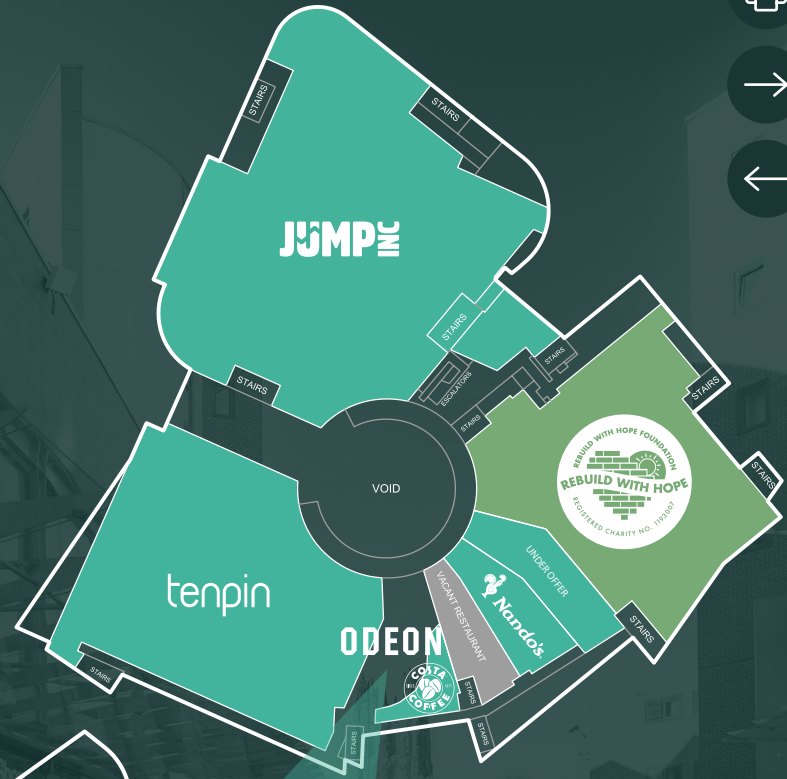 STAIRS
STAIRS
JUMP INC
STAIRS
STAIRS
STAIRS
ESCALATORS
STAIRS
STAIRS
STAIRS
VOID
REBUILD WITH HOPE FOUNDATION
REBUILD WITH HOPE
REGISTERED CHARITY NO. 1193007
UNDER OFFER
tenpin
VACANT RESTAURANT
Nando's
ODEON
STAIRS
STAIRS
COSTA
COFFEE
STAIRS
STAIRS
STAIRS